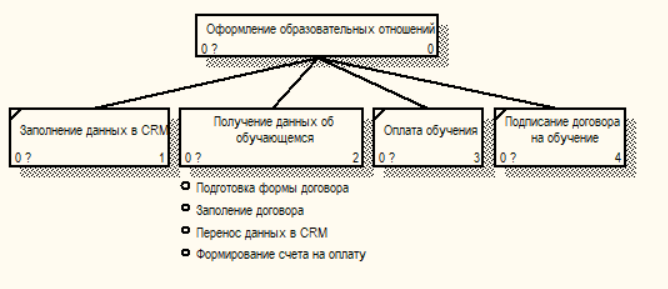 Оформление образовательных отношений
0 ? 0
Заполнение данных в CRM
0 ? 1
Получение данных об
обучающемся
0 ? 2
Оплата обучения
0 ? 3
Подписание договора
на обучение
0 ? 4
Подготовка формы договора
Заполение договора
Перенос данных в CRM
Формирование счета на оплату